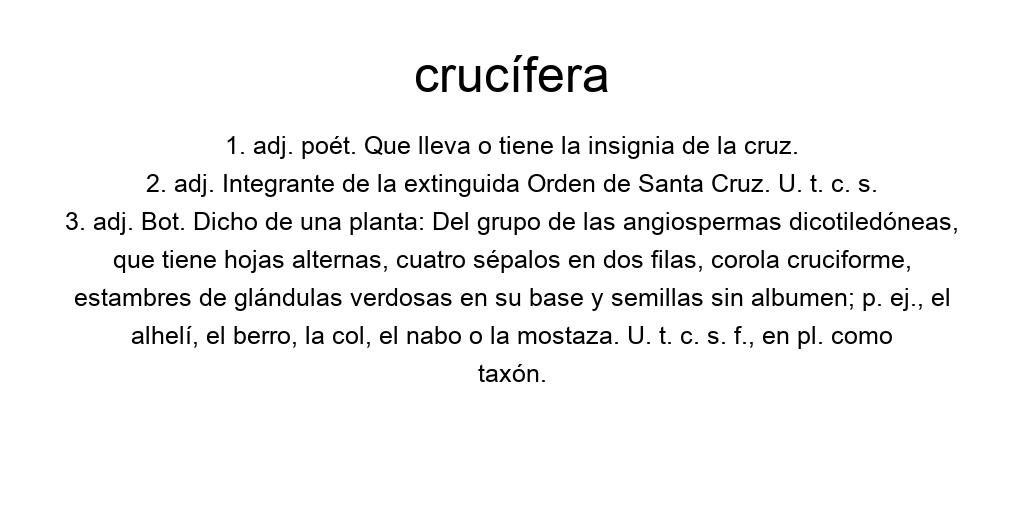 crucífera
1. adj. poét. Que lleva o tiene la insignia de la cruz.
2. adj. Integrante de la extinguida Orden de Santa Cruz. U. t. c. s.
3. adj. Bot. Dicho de una planta: Del grupo de las angiospermas dicotiledóneas,
que tiene hojas alternas, cuatro sépalos en dos filas, corola cruciforme,
estambres de glándulas verdosas en su base y semillas sin albumen; p. ej., el
alhelí, el berro, la col, el nabo o la mostaza. U. t. c. s. f., en pl. como
taxón.